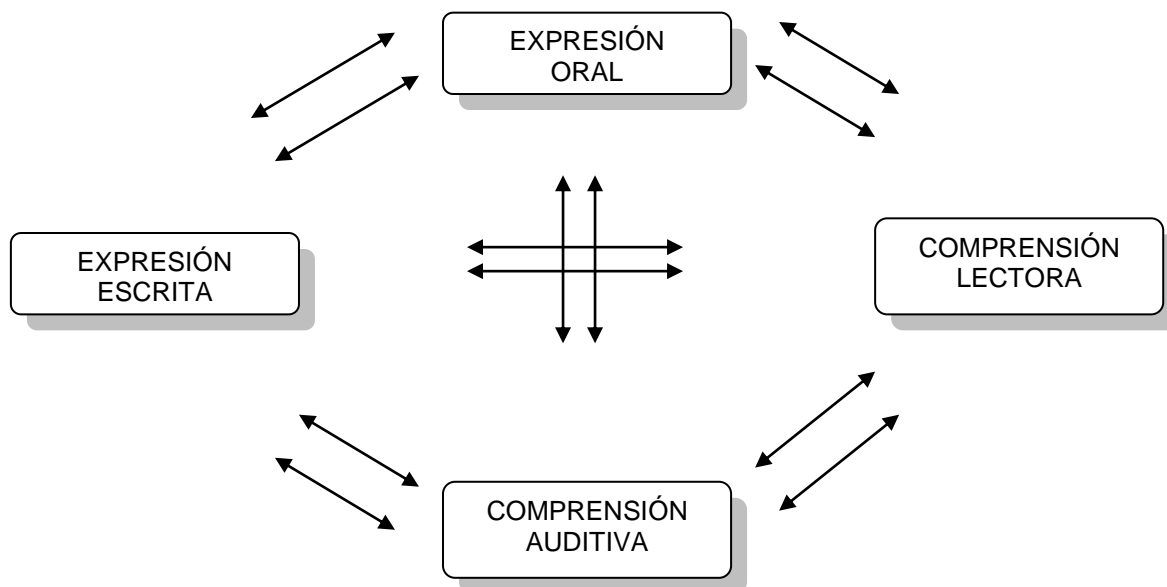 EXPRESIÓN
ORAL
EXPRESIÓN
ESCRITA
COMPRENSIÓN
LECTORA
COMPRENSIÓN
AUDITIVA